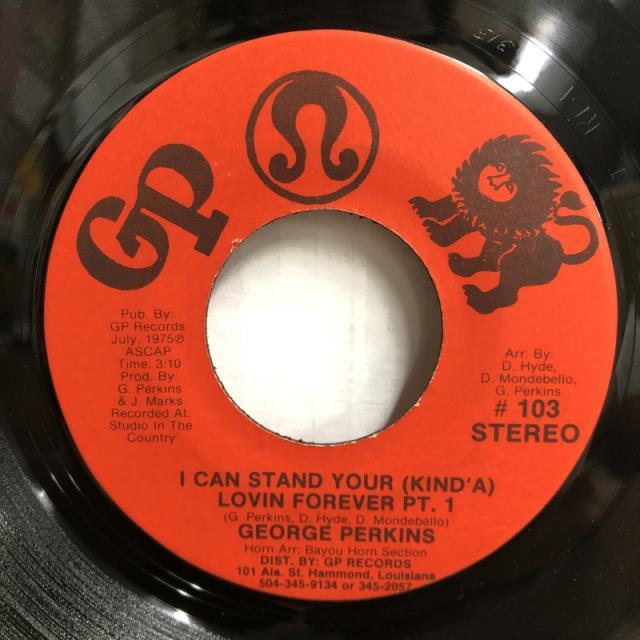 GP
Pub. By:
GP Records
July, 1975℗
ASCAP
Time: 3:10
Prod. By:
G. Perkins
& J. Marks
Recorded At:
Studio In The
Country
Arr. By:
D. Hyde,
D. Mondebello,
G. Perkins
# 103
STEREO
I CAN STAND YOUR (KIND'A)
LOVIN FOREVER PT. 1
(G. Perkins, D. Hyde, D. Mondebello)
GEORGE PERKINS
Horn Arr: Bayou Horn Section
DIST. BY: GP RECORDS
101 Ala. St. Hammond, Louisiana
504-345-9134 or 345-2057